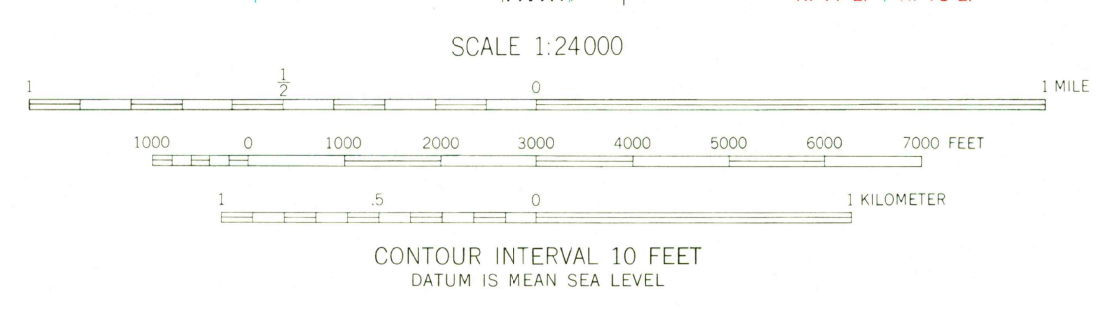 SCALE 1:24000
1 1/2 0 1 MILE
1000 0 1000 2000 3000 4000 5000 6000 7000 FEET
1 .5 0 1 KILOMETER
CONTOUR INTERVAL 10 FEET
DATUM IS MEAN SEA LEVEL